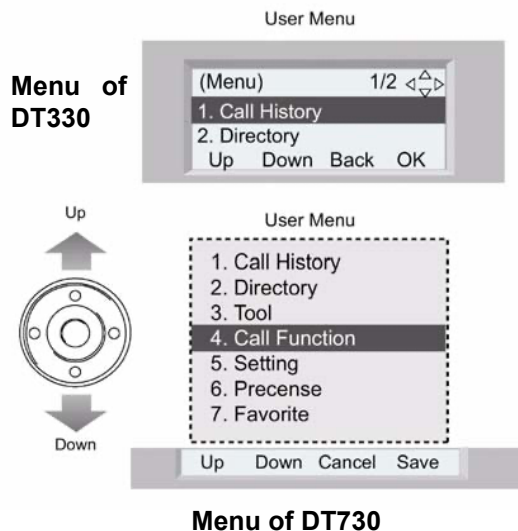 User Menu
Menu of
DT330
(Menu) 1/2
1. Call History
2. Directory
Up Down Back OK
Up
User Menu
1. Call History
2. Directory
3. Tool
4. Call Function
5. Setting
6. Precense
7. Favorite
Down
Up Down Cancel Save
Menu of DT730